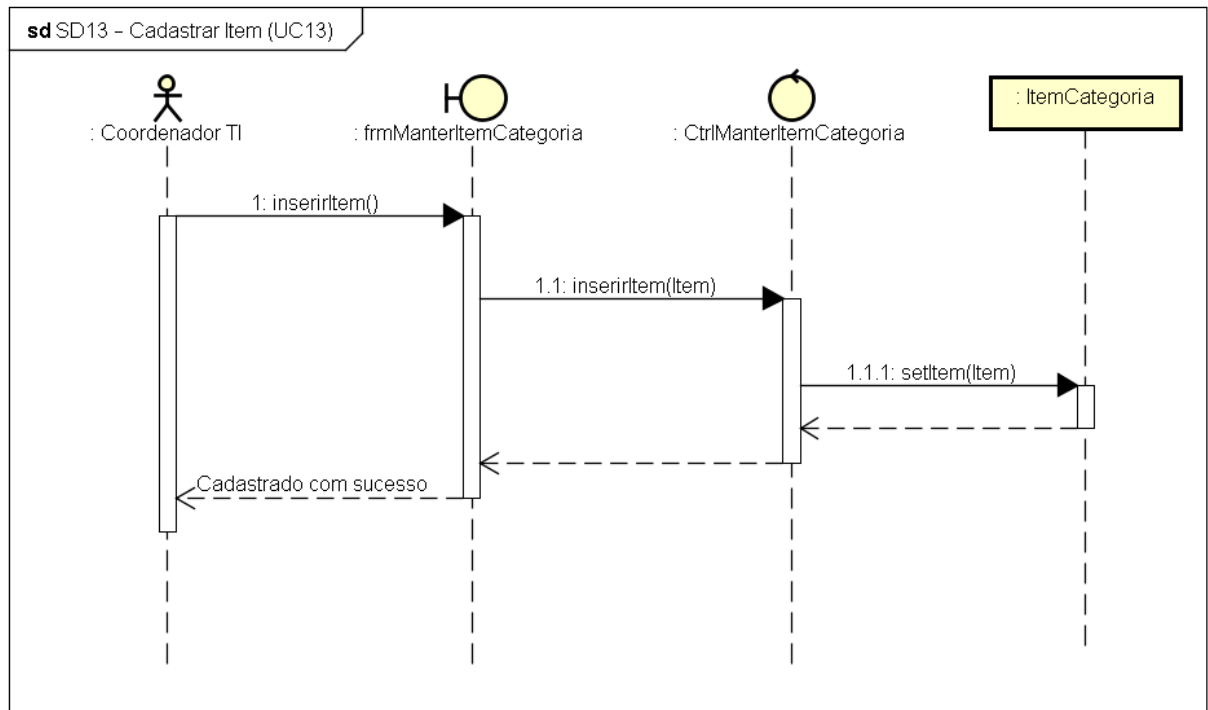 sd SD13 – Cadastrar Item (UC13)
: Coordenador TI
: frmManterItemCategoria
: CtrlManterItemCategoria
: ItemCategoria
1: inserirItem()
1.1: inserirItem(Item)
1.1.1: setItem(Item)
Cadastrado com sucesso